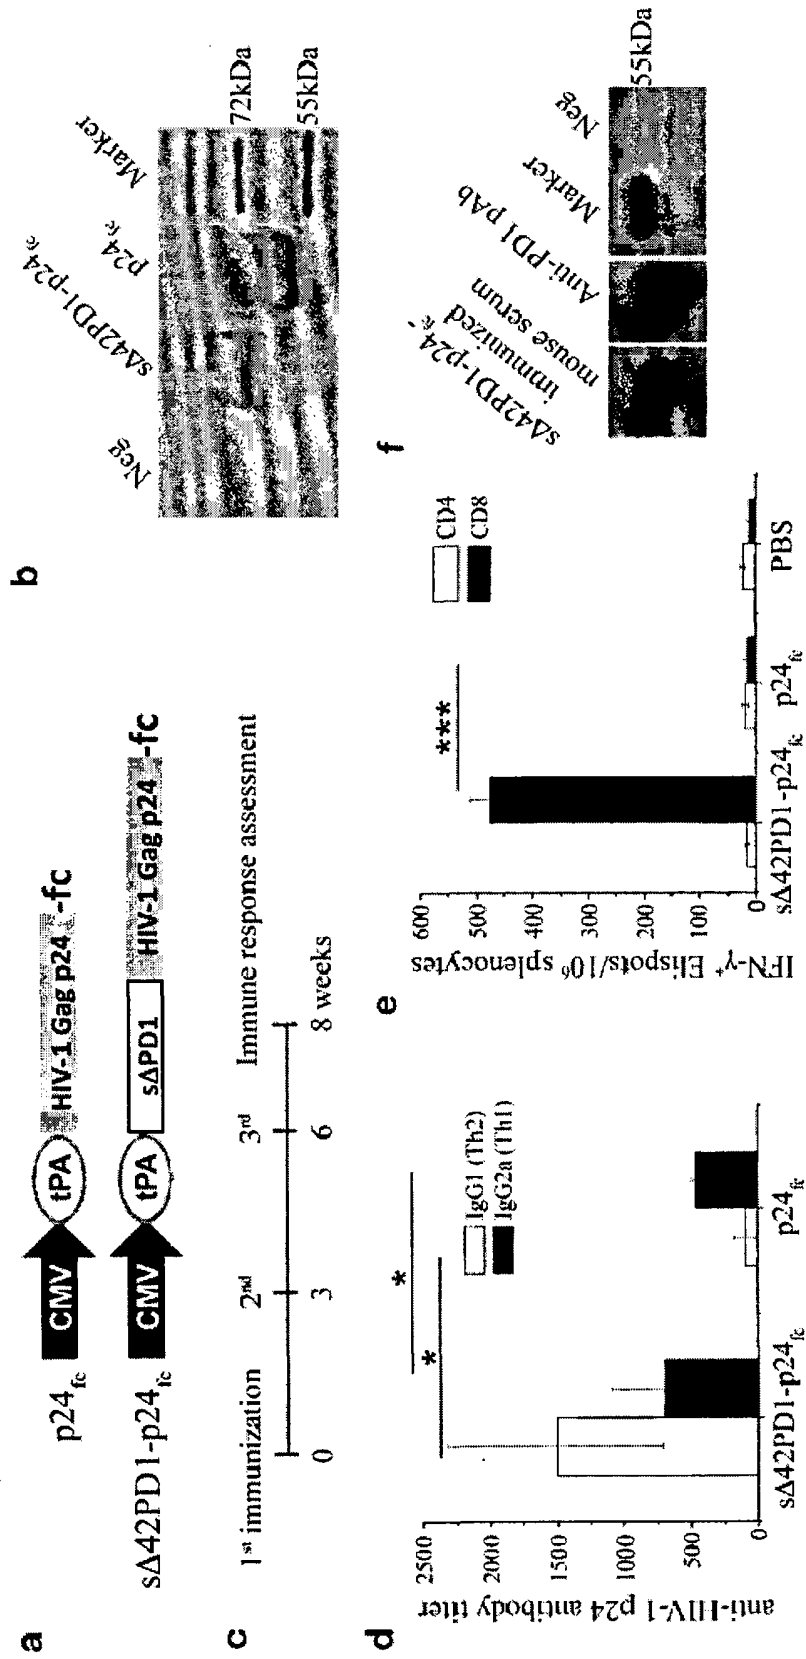 a
p24fc
CMV
tPA
HIV-1 Gag p24
-fc
sΔ42PD1-p24fc
CMV
tPA
sΔPD1
HIV-1 Gag p24
-fc
b
Neg
sΔ42PD1-p24fc
p24fc
Marker
72kDa
55kDa
c
1st immunization
2nd
3rd
Immune response assessment
0
3
6
8 weeks
d
anti-HIV-1 p24 antibody titer
2500
2000
1500
1000
500
0
*
*
IgG1 (Th2)
IgG2a (Th1)
sΔ42PD1-p24fc
p24fc
e
IFN-γ+ Elispots/10⁶ splenocytes
600
500
400
300
200
100
0
***
CD4
CD8
sΔ42PD1-p24fc
p24fc
PBS
f
sΔ42PD1-p24fc-
immunized
mouse serum
Anti-PD1 pAb
Marker
Neg
55kDa